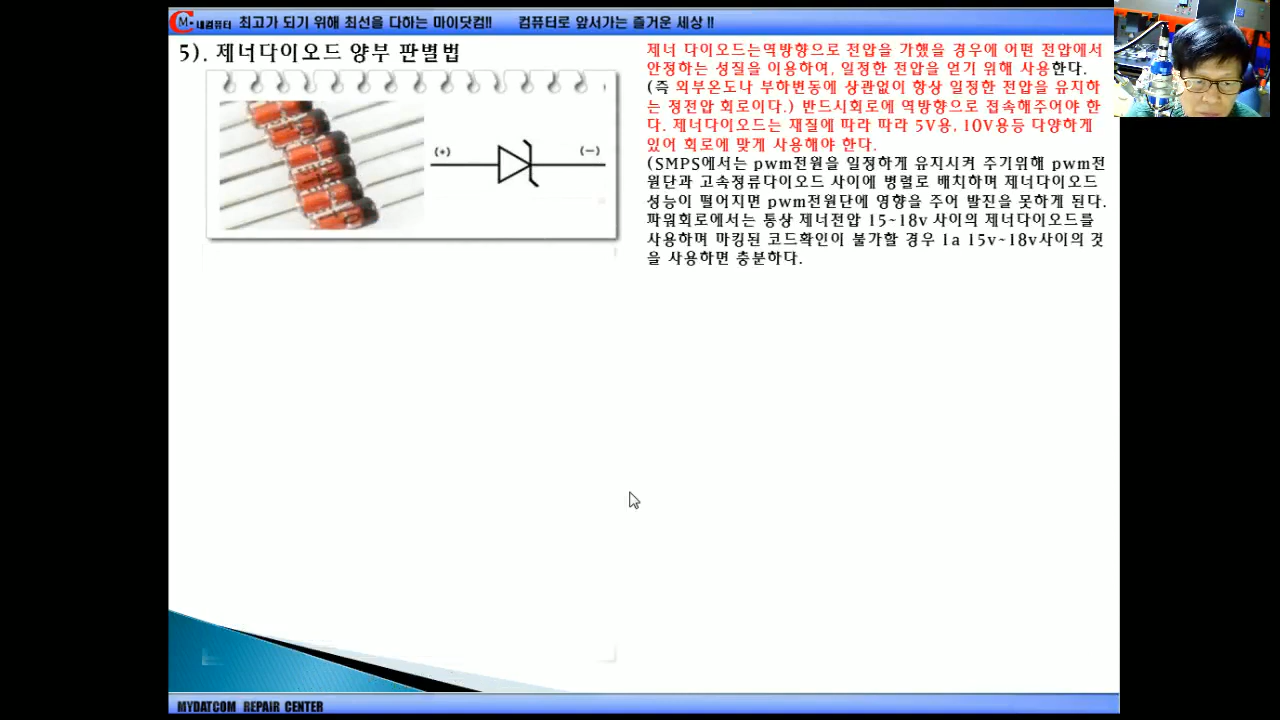 CM-내컴퓨터 최고가 되기 위해 최선을 다하는 마이닷컴!! 컴퓨터로 앞서가는 즐거운 세상 !!
5). 제너다이오드 양부 판별법
(+) (-)
제너 다이오드는역방향으로 전압을 가했을 경우에 어떤 전압에서
안정하는 성질을 이용하여, 일정한 전압을 얻기 위해 사용한다.
(즉 외부온도나 부하변동에 상관없이 항상 일정한 전압을 유지하
는 정전압 회로이다.) 반드시회로에 역방향으로 접속해주어야 한
다. 제너다이오드는 재질에 따라 따라 5V용, 10V용등 다양하게
있어 회로에 맞게 사용해야 한다.
(SMPS에서는 pwm전원을 일정하게 유지시켜 주기위해 pwm전
원단과 고속정류다이오드 사이에 병렬로 배치하며 제너다이오드
성능이 떨어지면 pwm전원단에 영향을 주어 발진을 못하게 된다.
파워회로에서는 통상 제너전압 15~18v 사이의 제너다이오드를
사용하며 마킹된 코드확인이 불가할 경우 1a 15v~18v사이의 것
을 사용하면 충분하다.
MYDATCOM REPAIR CENTER